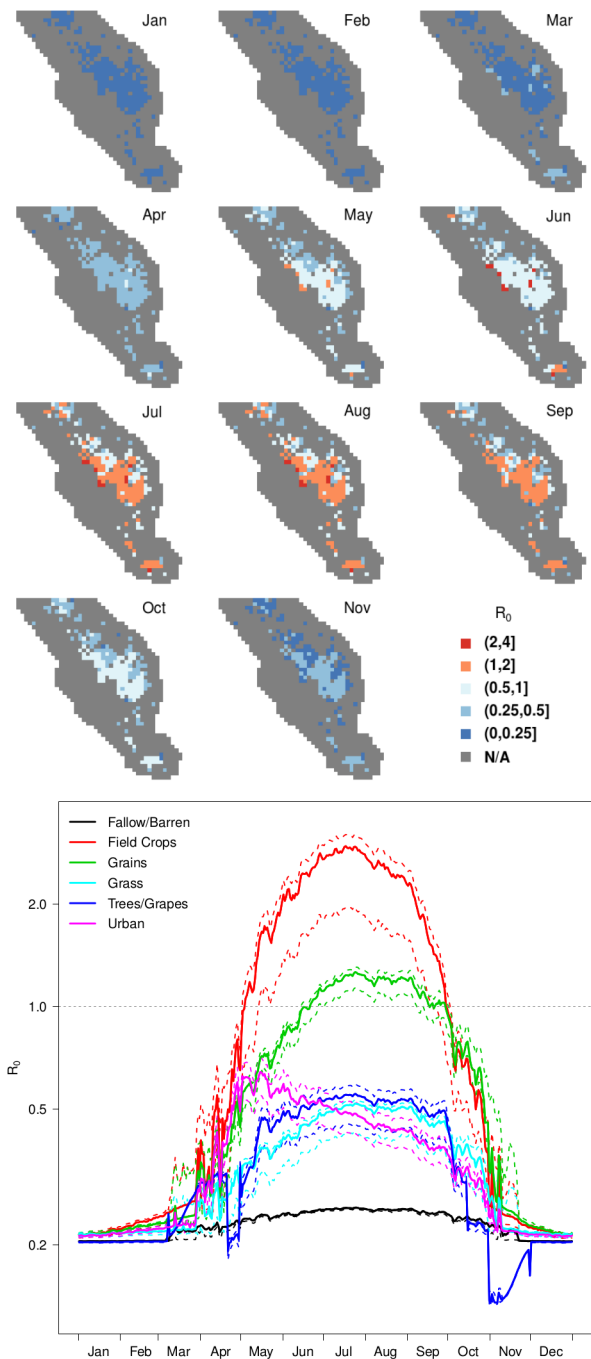 Jan Feb Mar
Apr May Jun
Jul Aug Sep
Oct Nov
R0
(2,4]
(1,2]
(0.5,1]
(0.25,0.5]
(0,0.25]
N/A
Fallow/Barren
Field Crops
Grains
Grass
Trees/Grapes
Urban
2.0
1.0
0.5
0.2
R0
Jan Feb Mar Apr May Jun Jul Aug Sep Oct Nov Dec